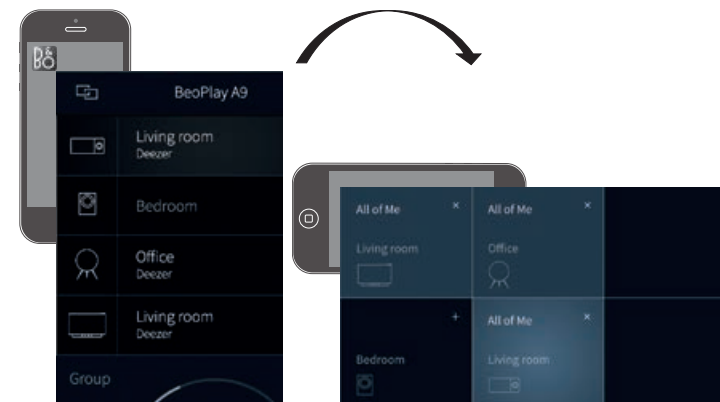 B&O
BeoPlay A9
Living room
Deezer
Bedroom
Office
Deezer
Living room
Deezer
Group
All of Me ×
All of Me ×
Living room
Office
+
All of Me ×
Bedroom
Living room